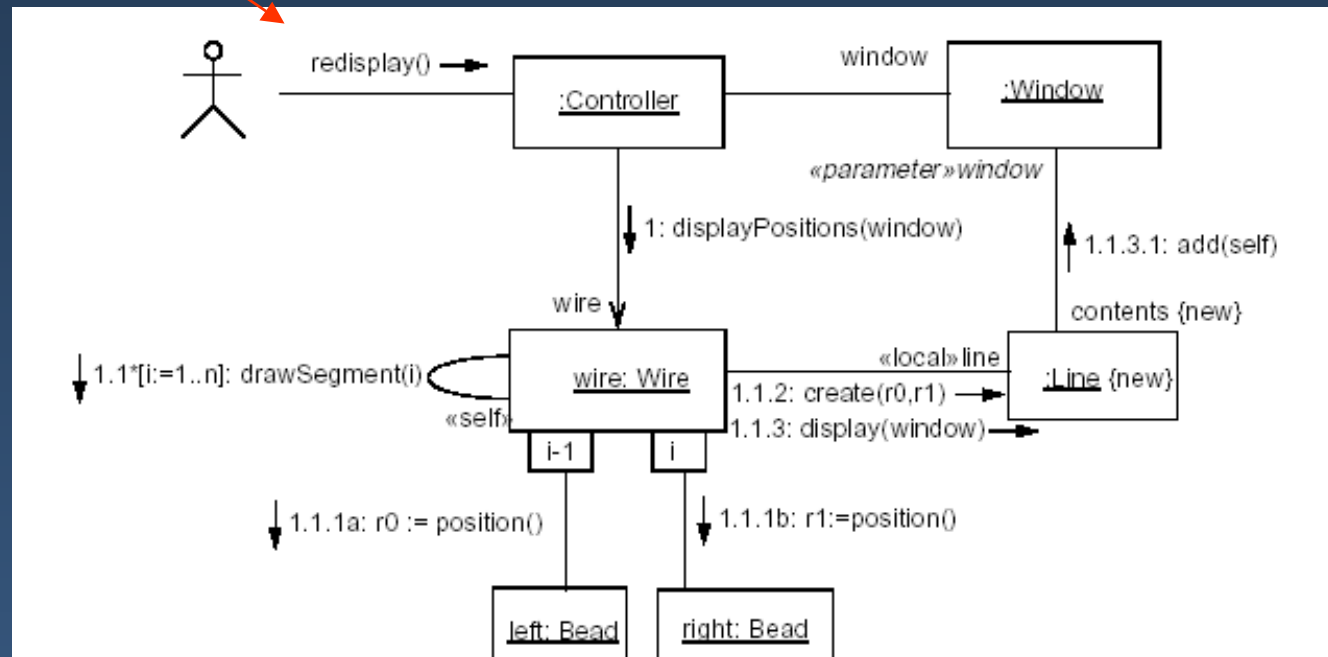 redisplay()
window
:Controller
:Window
«parameter»window
1: displayPositions(window)
1.1.3.1: add(self)
wire
contents {new}
1.1*[i:=1..n]: drawSegment(i)
wire: Wire
«local»line
:Line {new}
1.1.2: create(r0,r1)
«self»
1.1.3: display(window)
i-1
i
1.1.1a: r0 := position()
1.1.1b: r1:=position()
left: Bead
right: Bead